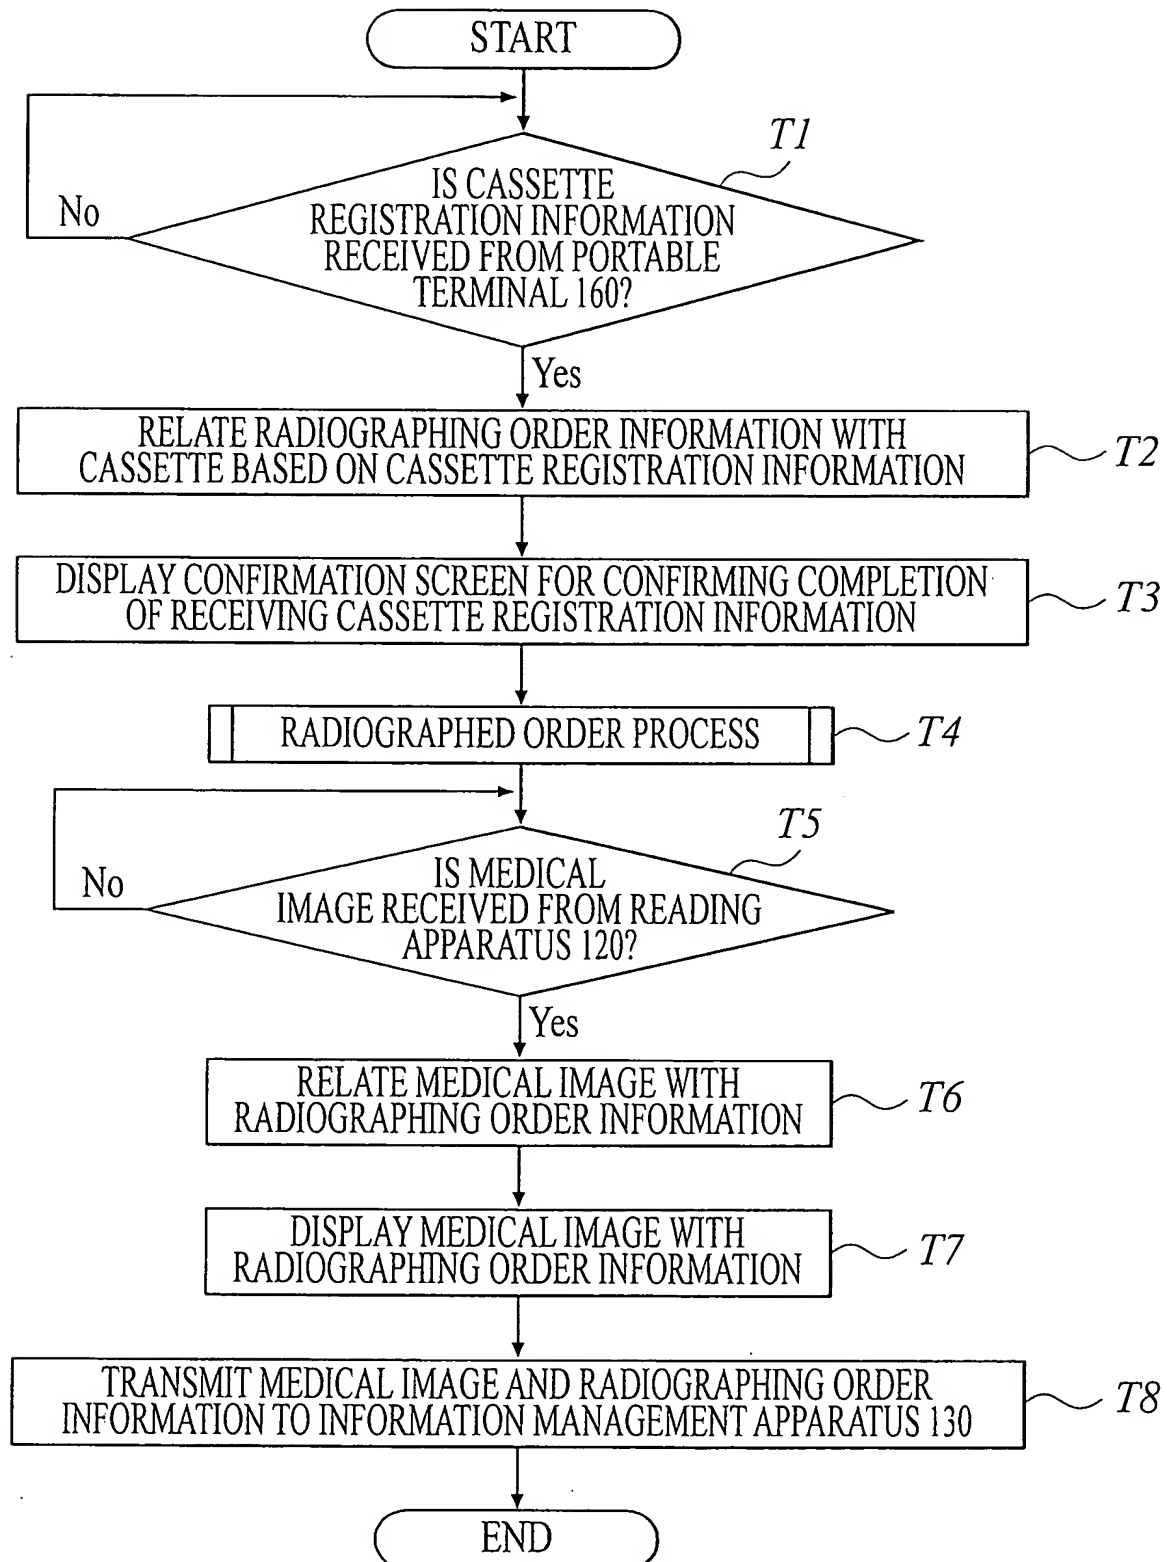 START
T1
IS CASSETTE
REGISTRATION INFORMATION
RECEIVED FROM PORTABLE
TERMINAL 160?
No
Yes
RELATE RADIOGRAPHING ORDER INFORMATION WITH
CASSETTE BASED ON CASSETTE REGISTRATION INFORMATION
T2
DISPLAY CONFIRMATION SCREEN FOR CONFIRMING COMPLETION
OF RECEIVING CASSETTE REGISTRATION INFORMATION
T3
RADIOGRAPHED ORDER PROCESS
T4
T5
IS MEDICAL
IMAGE RECEIVED FROM READING
APPARATUS 120?
No
Yes
RELATE MEDICAL IMAGE WITH
RADIOGRAPHING ORDER INFORMATION
T6
DISPLAY MEDICAL IMAGE WITH
RADIOGRAPHING ORDER INFORMATION
T7
TRANSMIT MEDICAL IMAGE AND RADIOGRAPHING ORDER
INFORMATION TO INFORMATION MANAGEMENT APPARATUS 130
T8
END